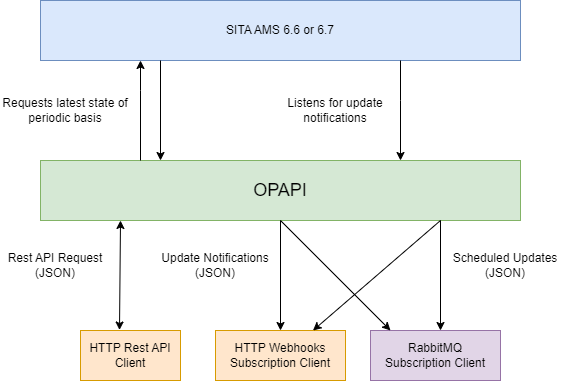 SITA AMS 6.6 or 6.7
Requests latest state of
periodic basis
Listens for update
notifications
OPAPI
Rest API Request
(JSON)
Update Notifications
(JSON)
Scheduled Updates
(JSON)
HTTP Rest API
Client
HTTP Webhooks
Subscription Client
RabbitMQ
Subscription Client